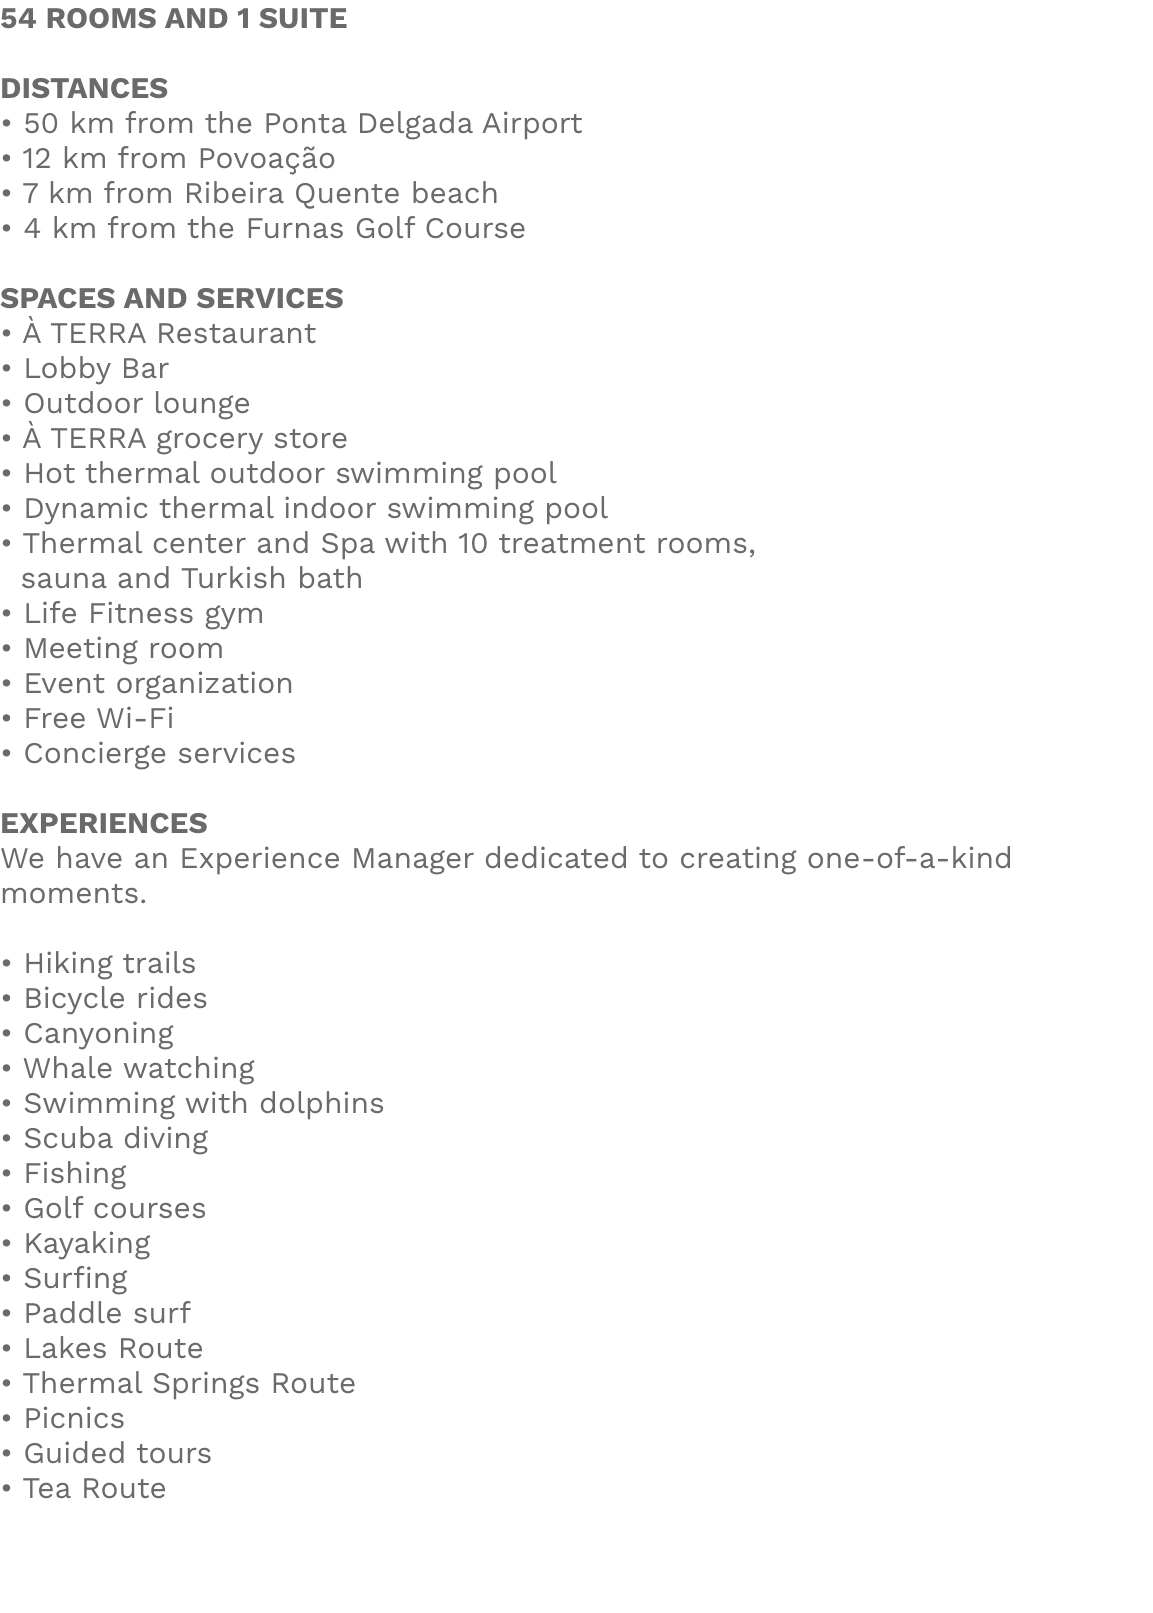 54 ROOMS AND 1 SUITE
DISTANCES
• 50 km from the Ponta Delgada Airport
• 12 km from Povoação
• 7 km from Ribeira Quente beach
• 4 km from the Furnas Golf Course
SPACES AND SERVICES
• À TERRA Restaurant
• Lobby Bar
• Outdoor lounge
• À TERRA grocery store
• Hot thermal outdoor swimming pool
• Dynamic thermal indoor swimming pool
• Thermal center and Spa with 10 treatment rooms,
sauna and Turkish bath
• Life Fitness gym
• Meeting room
• Event organization
• Free Wi-Fi
• Concierge services
EXPERIENCES
We have an Experience Manager dedicated to creating one-of-a-kind
moments.
• Hiking trails
• Bicycle rides
• Canyoning
• Whale watching
• Swimming with dolphins
• Scuba diving
• Fishing
• Golf courses
• Kayaking
• Surfing
• Paddle surf
• Lakes Route
• Thermal Springs Route
• Picnics
• Guided tours
• Tea Route